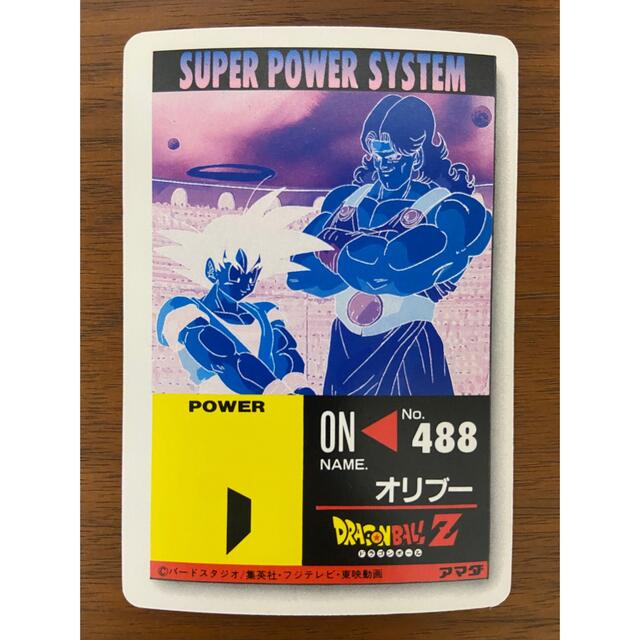 SUPER POWER SYSTEM
POWER
ON
No.
488
NAME.
オリブー
DRAGONBALL Z
ドラゴンボール
©バードスタジオ/集英社・フジテレビ・東映動画
アマダ